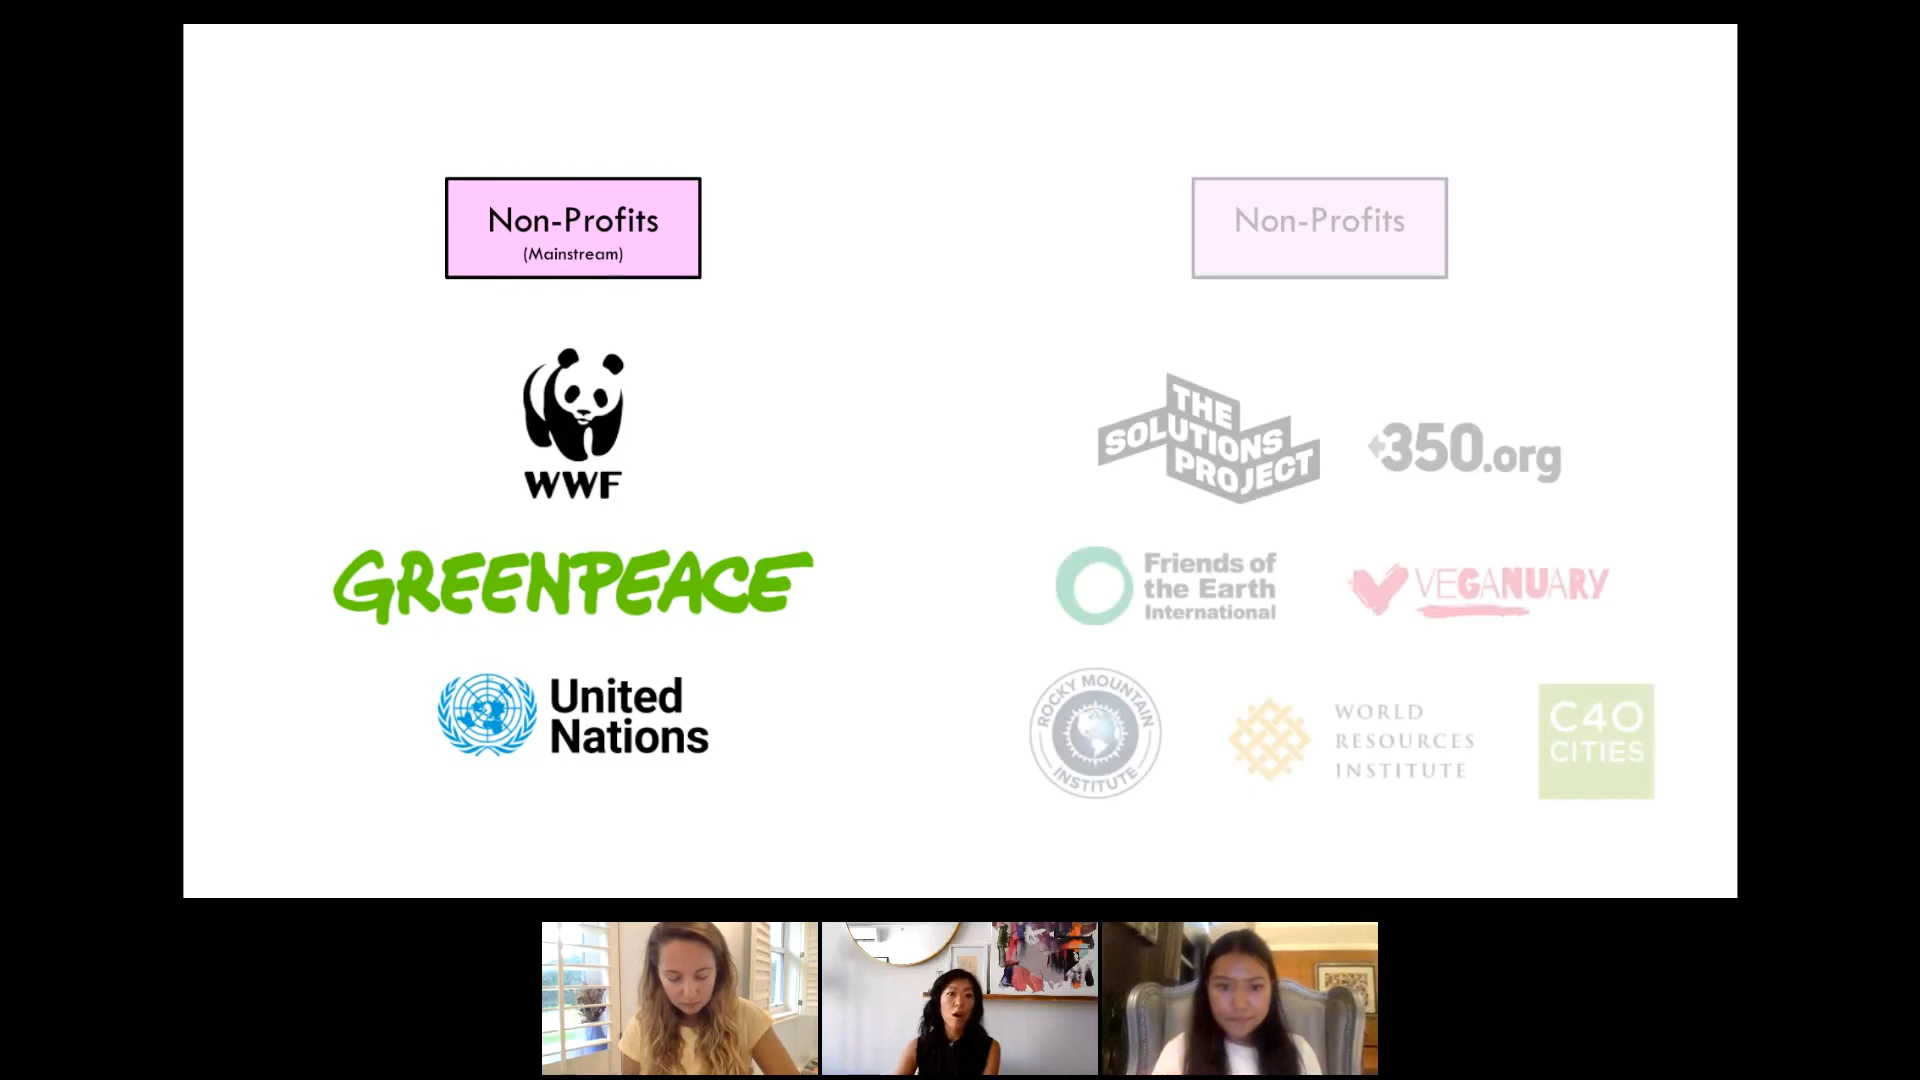 Non-Profits
(Mainstream)
WWF
GREENPEACE
United
Nations
Non-Profits
THE
SOLUTIONS
PROJECT
350.org
Friends of
the Earth
International
VEGANUARY
ROCKY MOUNTAIN
INSTITUTE
WORLD
RESOURCES
INSTITUTE
C40
CITIES